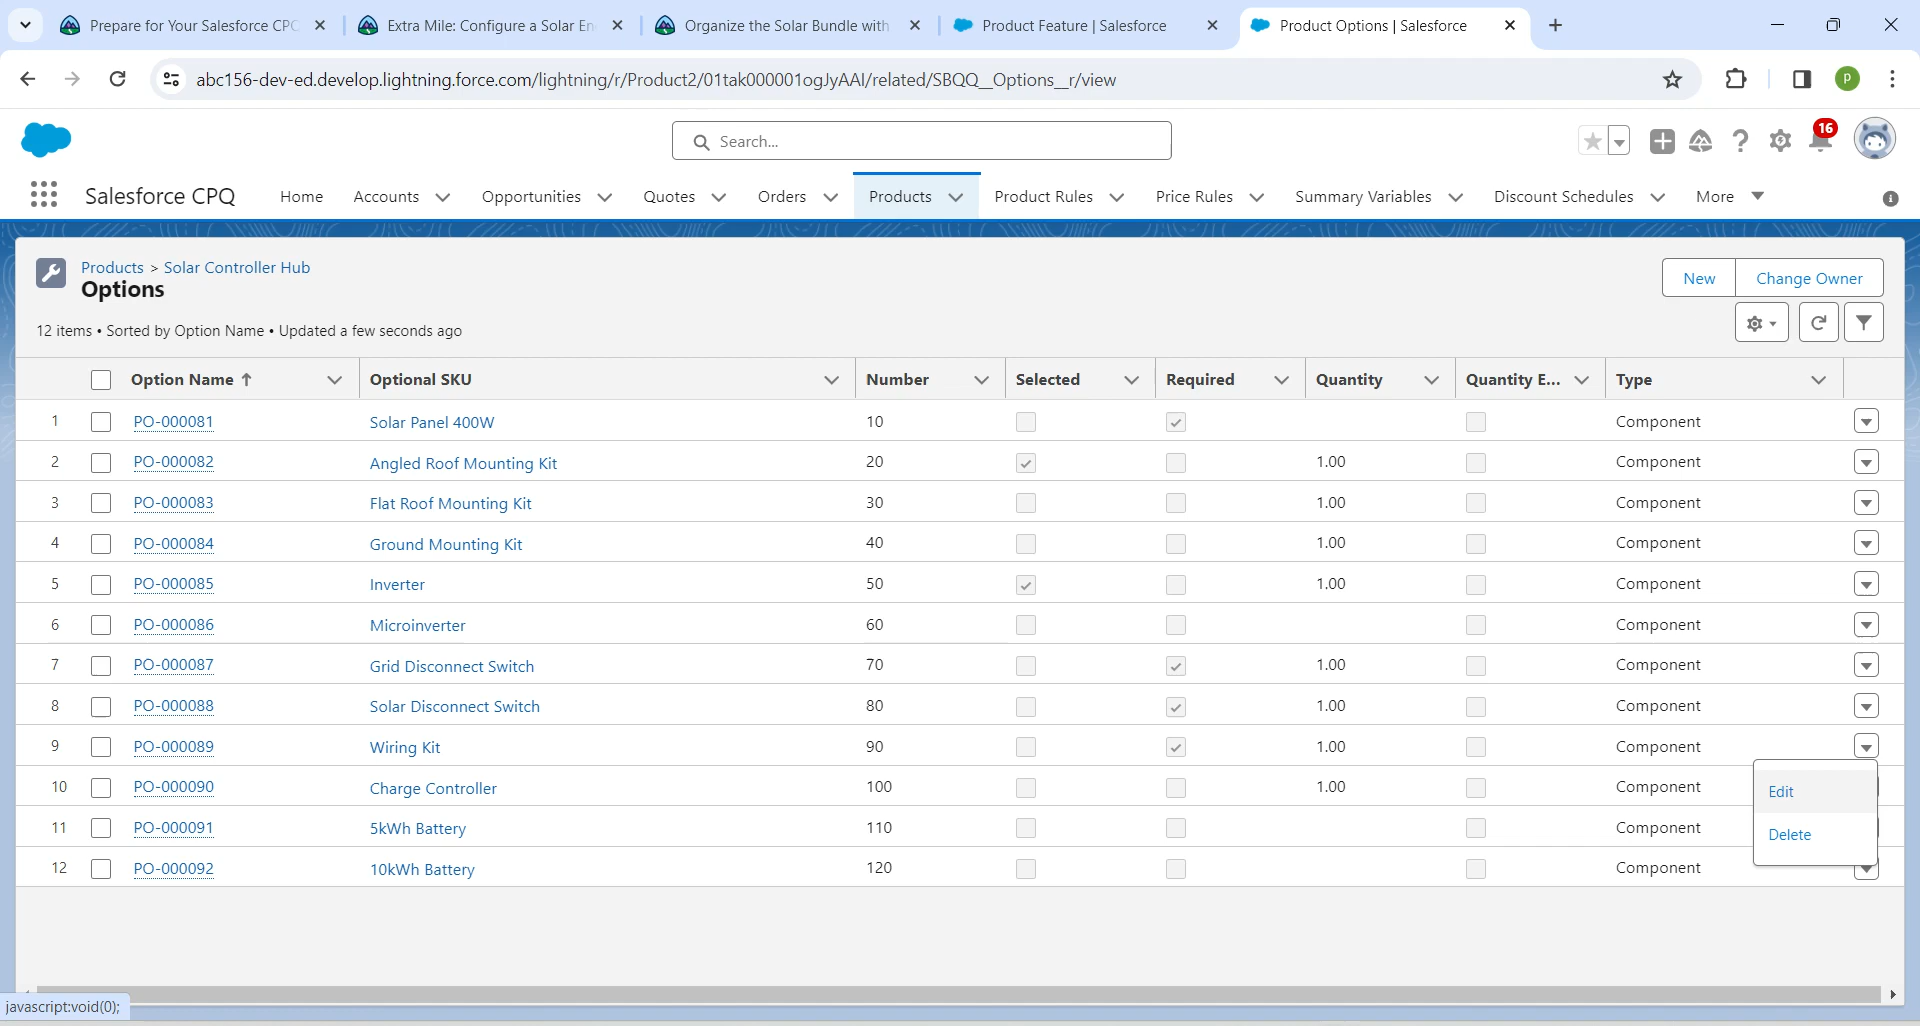 Prepare for Your Salesforce CPQ
Extra Mile: Configure a Solar En
Organize the Solar Bundle with
Product Feature | Salesforce
Product Options | Salesforce
abc156-dev-ed.develop.lightning.force.com/lightning/r/Product2/01tak000001ogJyAAI/related/SBQQ__Options__r/view
P
Search...
16
Salesforce CPQ
Home
Accounts
Opportunities
Quotes
Orders
Products
Product Rules
Price Rules
Summary Variables
Discount Schedules
More
Products > Solar Controller Hub
Options
New
Change Owner
12 items • Sorted by Option Name • Updated a few seconds ago
Option Name ↑ Optional SKU Number Selected Required Quantity Quantity E... Type
1 PO-000081 Solar Panel 400W 10 Component
2 PO-000082 Angled Roof Mounting Kit 20 1.00 Component
3 PO-000083 Flat Roof Mounting Kit 30 1.00 Component
4 PO-000084 Ground Mounting Kit 40 1.00 Component
5 PO-000085 Inverter 50 1.00 Component
6 PO-000086 Microinverter 60 Component
7 PO-000087 Grid Disconnect Switch 70 1.00 Component
8 PO-000088 Solar Disconnect Switch 80 1.00 Component
9 PO-000089 Wiring Kit 90 1.00 Component
10 PO-000090 Charge Controller 100 1.00 Component
Edit
11 PO-000091 5kWh Battery 110 Component
Delete
12 PO-000092 10kWh Battery 120 Component
javascript:void(0);